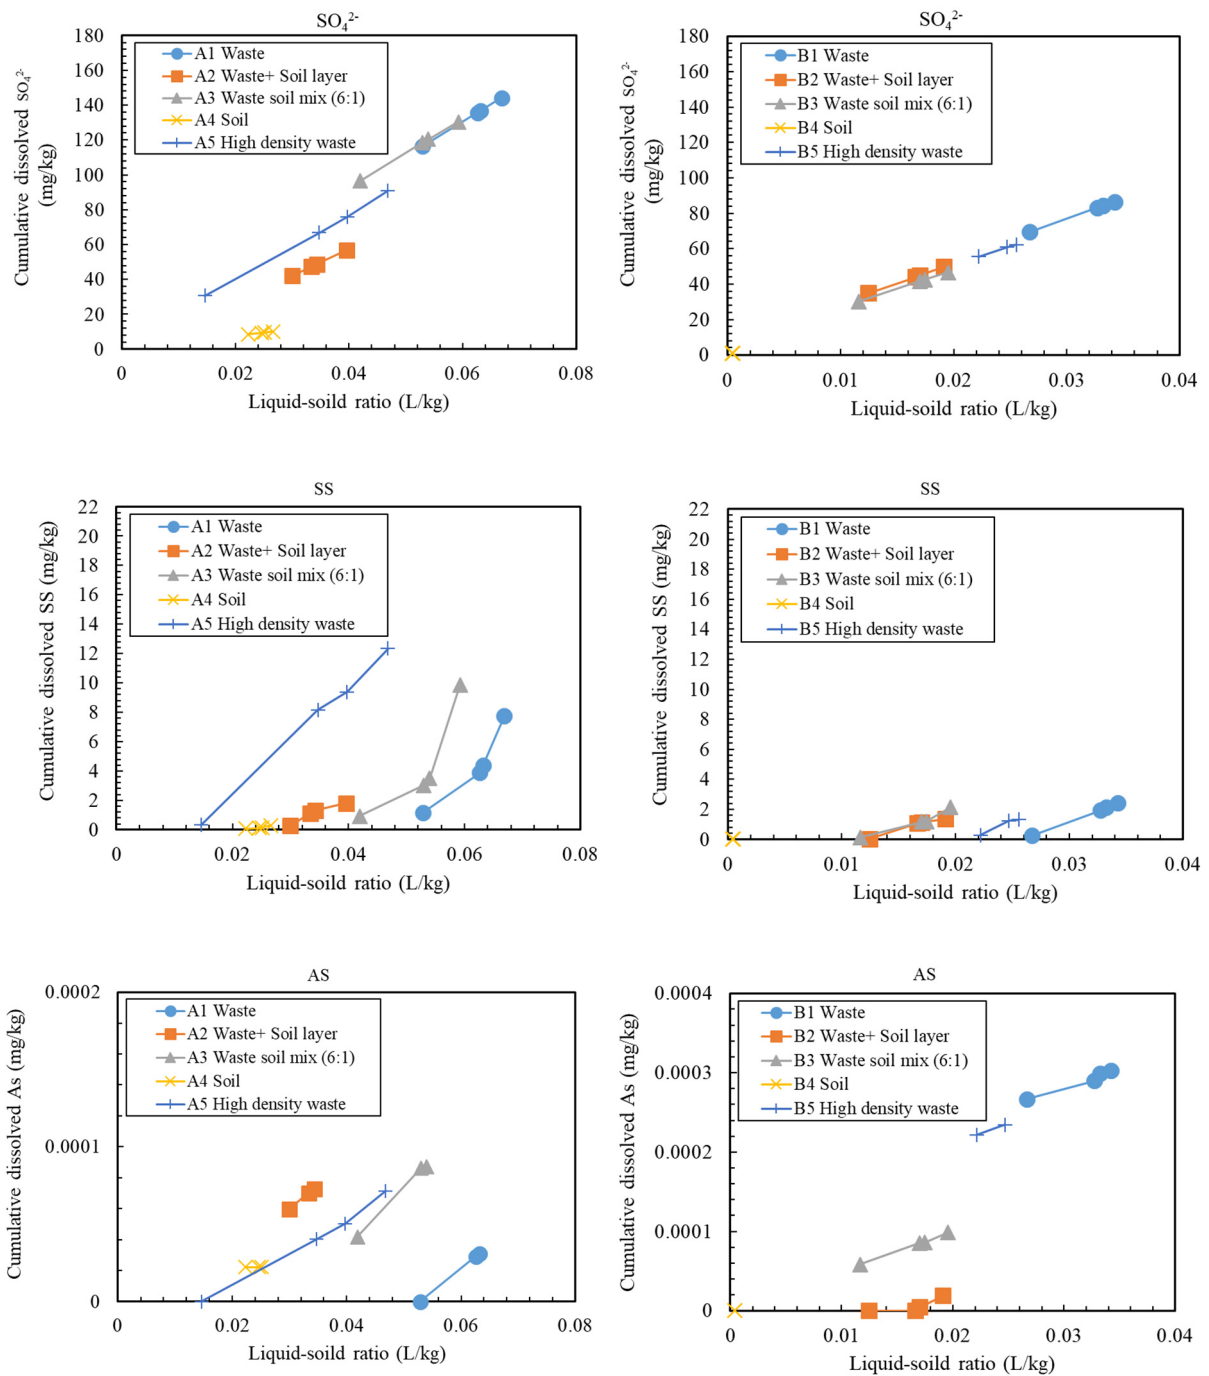 SO₄²⁻
Cumulative dissolved SO₄²⁻
(mg/kg)
180
160
140
120
100
80
60
40
20
0
A1 Waste
A2 Waste+ Soil layer
A3 Waste soil mix (6:1)
A4 Soil
A5 High density waste
0 0.02 0.04 0.06 0.08
Liquid-soild ratio (L/kg)
SO₄²⁻
Cumulative dissolved SO₄²⁻
(mg/kg)
180
160
140
120
100
80
60
40
20
0
B1 Waste
B2 Waste+ Soil layer
B3 Waste soil mix (6:1)
B4 Soil
B5 High density waste
0 0.01 0.02 0.03 0.04
Liquid-soild ratio (L/kg)
SS
Cumulative dissolved SS (mg/kg)
22
20
18
16
14
12
10
8
6
4
2
0
A1 Waste
A2 Waste+ Soil layer
A3 Waste soil mix (6:1)
A4 Soil
A5 High density waste
0 0.02 0.04 0.06 0.08
Liquid-soild ratio (L/kg)
SS
Cumulative dissolved SS (mg/kg)
22
20
18
16
14
12
10
8
6
4
2
0
B1 Waste
B2 Waste+ Soil layer
B3 Waste soil mix (6:1)
B4 Soil
B5 High density waste
0 0.01 0.02 0.03 0.04
Liquid-soild ratio (L/kg)
AS
Cumulative dissolved As (mg/kg)
0.0002
0.0001
0
A1 Waste
A2 Waste+ Soil layer
A3 Waste soil mix (6:1)
A4 Soil
A5 High density waste
0 0.02 0.04 0.06 0.08
Liquid-soild ratio (L/kg)
AS
Cumulative dissolved As (mg/kg)
0.0004
0.0003
0.0002
0.0001
0
B1 Waste
B2 Waste+ Soil layer
B3 Waste soil mix (6:1)
B4 Soil
B5 High density waste
0 0.01 0.02 0.03 0.04
Liquid-soild ratio (L/kg)